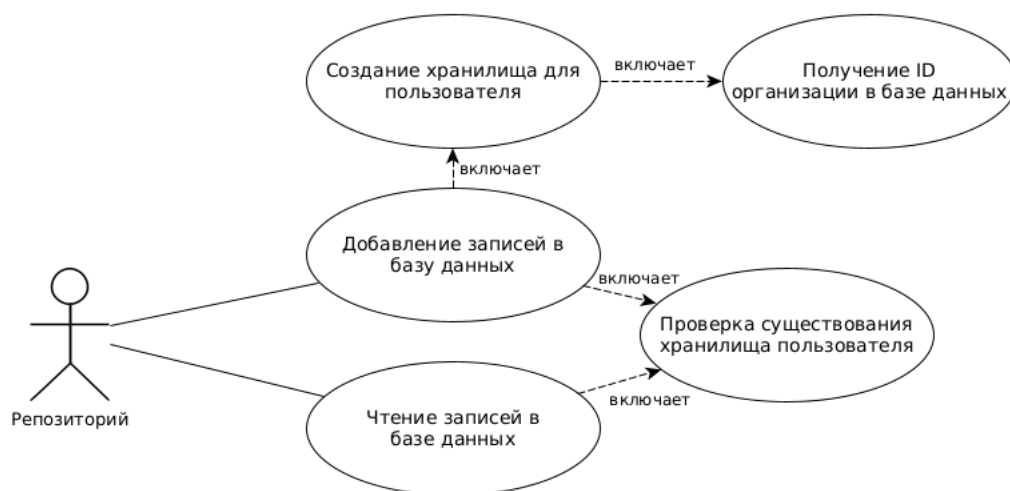 Создание хранилища для
пользователя
включает
Получение ID
организации в базе данных
включает
Добавление записей в
базу данных
включает
Проверка существования
хранилища пользователя
включает
Чтение записей в
базе данных
Репозиторий